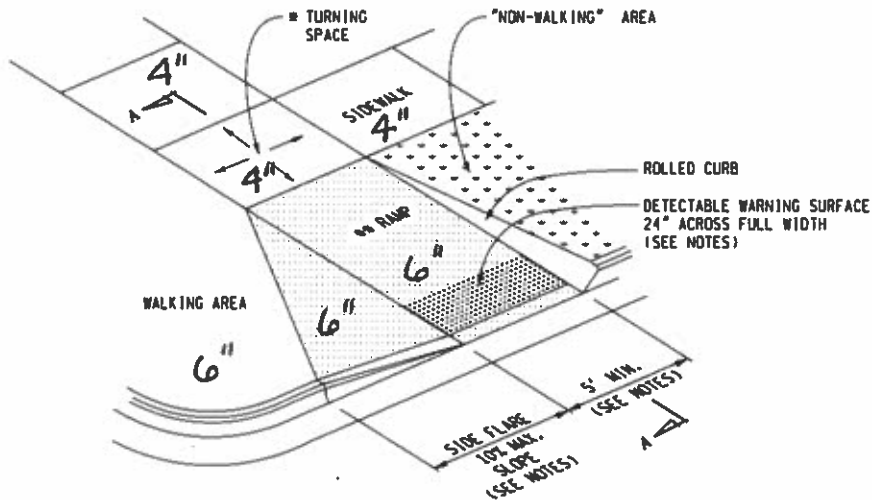 * TURNING
SPACE
"NON-WALKING" AREA
4"
A
SIDEWALK
4"
4"
ROLLED CURB
DETECTABLE WARNING SURFACE
24" ACROSS FULL WIDTH
(SEE NOTES)
** RAMP
6"
WALKING AREA
6"
6"
5' MIN.
(SEE NOTES)
SIDE FLARE
10% MAX.
SLOPE
(SEE NOTES)
A